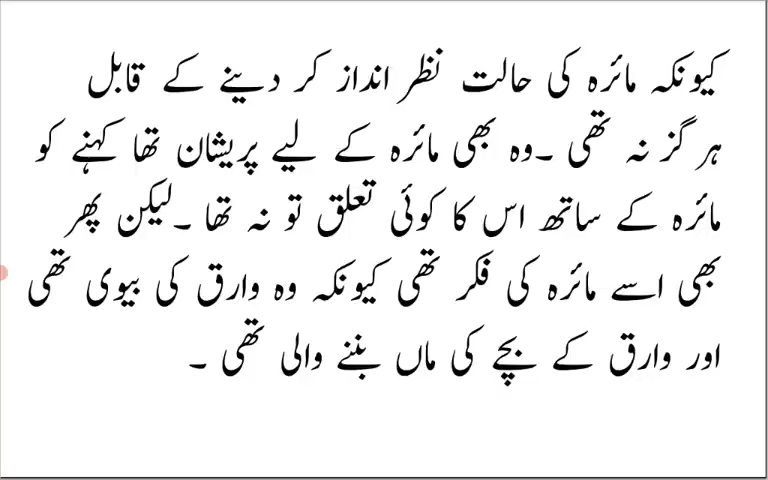 کیونکہ مائرہ کی حالت نظر انداز کر دینے کے قابل
ہرگز نہ تھی ۔وہ بھی مائرہ کے لیے پریشان تھا کہنے کو
مائرہ کے ساتھ اس کا کوئی تعلق تو نہ تھا ۔لیکن پھر
بھی اسے مائرہ کی فکر تھی کیونکہ وہ وارق کی بیوی تھی
اور وارق کے بچے کی ماں بننے والی تھی ۔